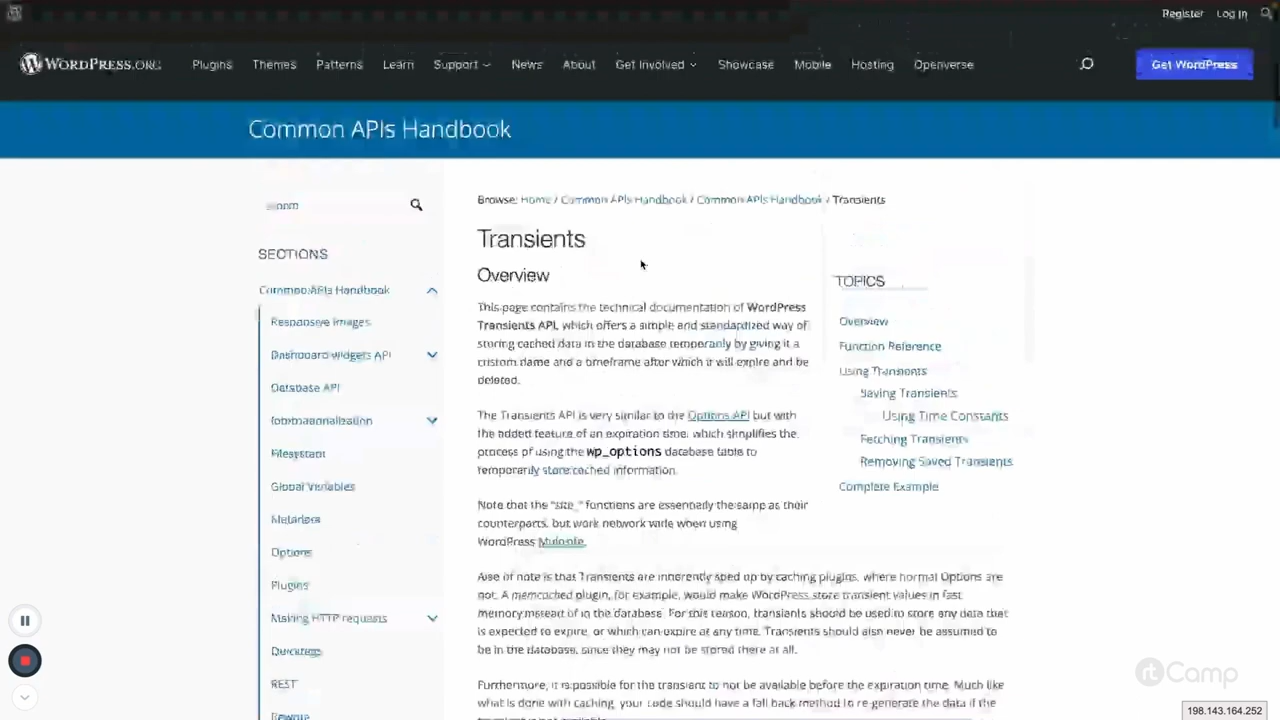 Register Log In
WORDPRESS.ORG Plugins Themes Patterns Learn Support News About Get Involved Showcase Mobile Hosting Openverse Get WordPress
Common APIs Handbook
Browse: Home / Common APIs Handbook / Common APIs Handbook / Transients
SECTIONS
Common APIs Handbook
Responsive Images
Dashboard widgets API
Database API
Internationalization
Filesystem
Global Variables
Metadata
Options
Plugins
Making HTTP requests
REST
Rewrite
Transients
Overview
This page contains the technical documentation of WordPress
Transients API, which offers a simple and standardized way of
storing cached data in the database temporarily by giving it a
custom name and a timeframe after which it will expire and be
deleted.
The Transients API is very similar to the Options API but with
the added feature of an expiration time, which simplifies the
process of using the wp_options database table to
temporarily store cached information.
Note that the "site_" functions are essentially the same as their
counterparts, but work network wide when using
WordPress Multisite.
Also of note is that Transients are inherently sped up by caching plugins, where normal Options are
not. A memcached plugin, for example, would make WordPress store transient values in fast
memory instead of in the database. For this reason, transients should be used to store any data that
is expected to expire, or which can expire at any time. Transients should also never be assumed to
be in the database, since they may not be stored there at all.
Furthermore, it is possible for the transient to not be available before the expiration time. Much like
what is done with caching, your code should have a fall back method to re-generate the data if the
TOPICS
Overview
Function Reference
Using Transients
Saving Transients
Using Time Constants
Fetching Transients
Removing Saved Transients
Complete Example
rtCamp
198.143.164.252